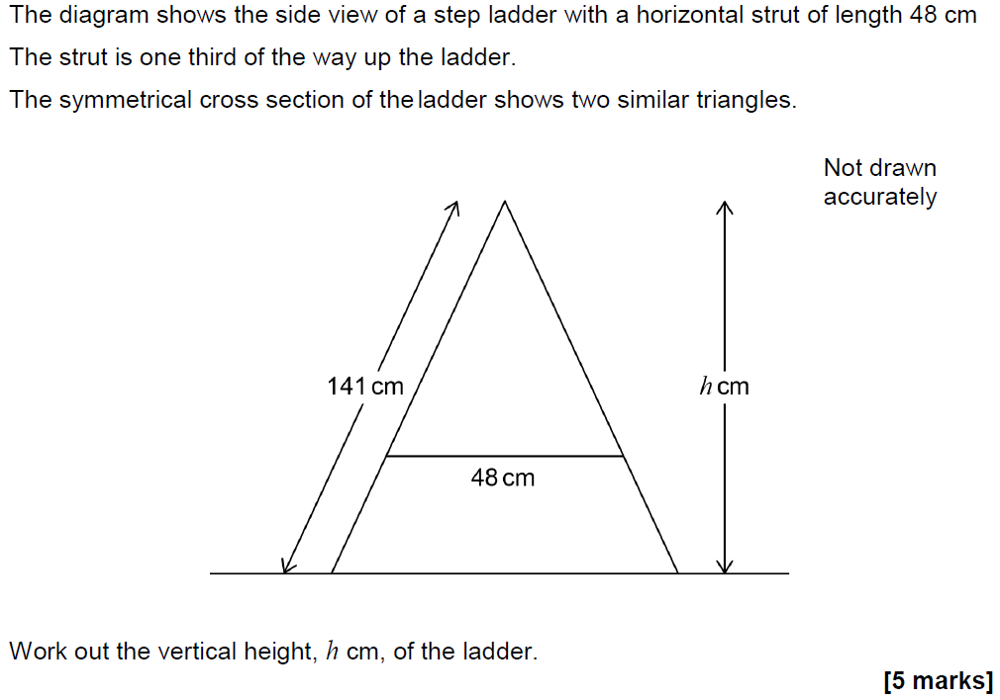 The diagram shows the side view of a step ladder with a horizontal strut of length 48 cm
The strut is one third of the way up the ladder.
The symmetrical cross section of the ladder shows two similar triangles.
Not drawn
accurately
141 cm
h cm
48 cm
Work out the vertical height, h cm, of the ladder.
[5 marks]